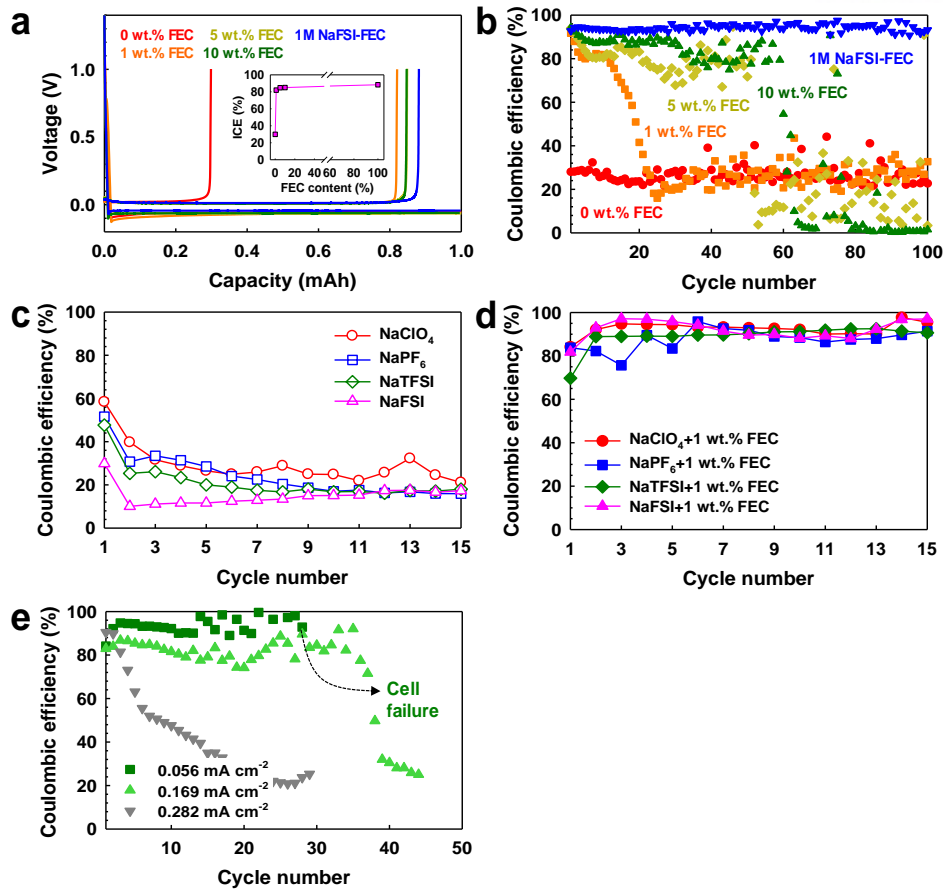 a
0 wt.% FEC 5 wt.% FEC 1M NaFSI-FEC
1 wt.% FEC 10 wt.% FEC
Voltage (V)
1.0
0.5
0.0
0.0 0.2 0.4 0.6 0.8 1.0
Capacity (mAh)
ICE (%)
100
80
60
40
20
0
0 20 40 60 80 100
FEC content (%)
b
Coulombic efficiency (%)
100
80
60
40
20
0
1M NaFSI-FEC
10 wt.% FEC
5 wt.% FEC
1 wt.% FEC
0 wt.% FEC
20 40 60 80 100
Cycle number
c
Coulombic efficiency (%)
100
80
60
40
20
0
NaClO4
NaPF6
NaTFSI
NaFSI
1 3 5 7 9 11 13 15
Cycle number
d
Coulombic efficiency (%)
100
80
60
40
20
0
NaClO4+1 wt.% FEC
NaPF6+1 wt.% FEC
NaTFSI+1 wt.% FEC
NaFSI+1 wt.% FEC
1 3 5 7 9 11 13 15
Cycle number
e
Coulombic efficiency (%)
100
80
60
40
20
0
Cell
failure
0.056 mA cm-2
0.169 mA cm-2
0.282 mA cm-2
10 20 30 40 50
Cycle number